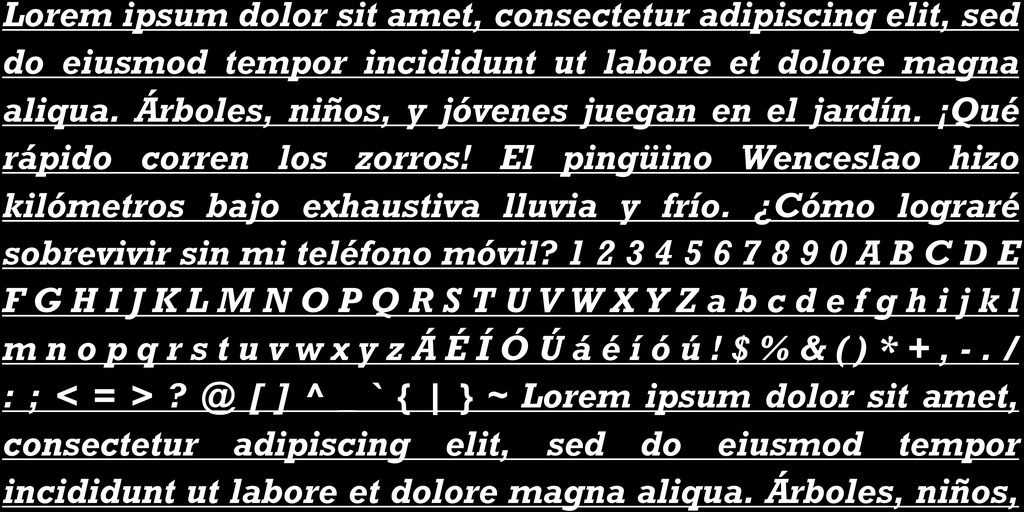 Lorem ipsum dolor sit amet, consectetur adipiscing elit, sed
do eiusmod tempor incididunt ut labore et dolore magna
aliqua. Árboles, niños, y jóvenes juegan en el jardín. ¡Qué
rápido corren los zorros! El pingüino Wenceslao hizo
kilómetros bajo exhaustiva lluvia y frío. ¿Cómo lograré
sobrevivir sin mi teléfono móvil? 1 2 3 4 5 6 7 8 9 0 A B C D E
F G H I J K L M N O P Q R S T U V W X Y Z a b c d e f g h i j k l
m n o p q r s t u v w x y z Á É Í Ó Ú á é í ó ú ! $ % & ( ) * + , - . /
: ; < = > ? @ [ ] ^ _ ` { | } ~ Lorem ipsum dolor sit amet,
consectetur adipiscing elit, sed do eiusmod tempor
incididunt ut labore et dolore magna aliqua. Árboles, niños,